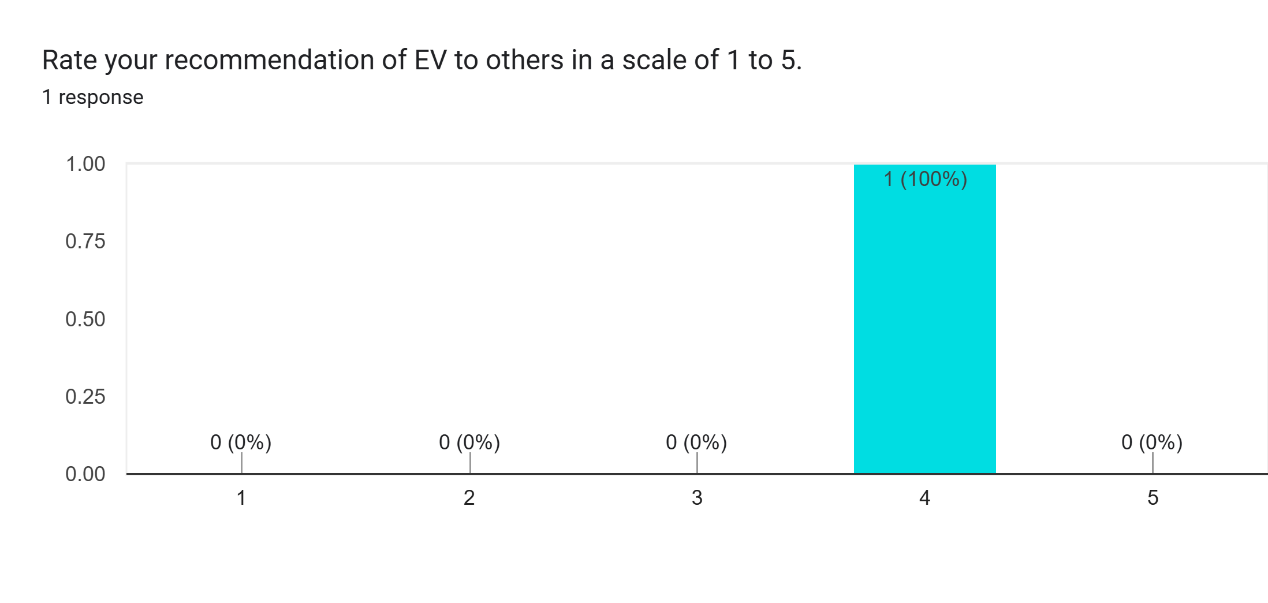 Rate your recommendation of EV to others in a scale of 1 to 5.
1 response
1.00
1 (100%)
0.75
0.50
0.25
0 (0%) 0 (0%) 0 (0%) 0 (0%)
0.00
1 2 3 4 5